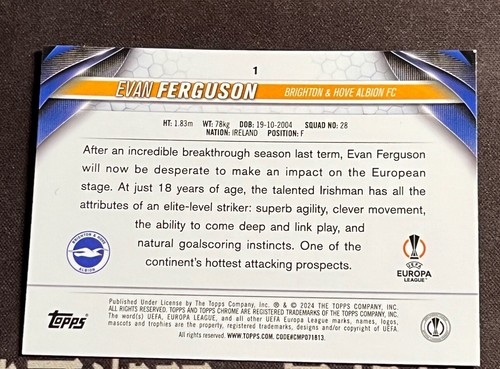 1
EVAN FERGUSON BRIGHTON & HOVE ALBION FC
HT: 1.83m WT: 78kg DOB: 19-10-2004 SQUAD NO: 28
NATION: IRELAND POSITION: F
After an incredible breakthrough season last term, Evan Ferguson
will now be desperate to make an impact on the European
stage. At just 18 years of age, the talented Irishman has all the
attributes of an elite-level striker: superb agility, clever movement,
the ability to come deep and link play, and
natural goalscoring instincts. One of the
continent's hottest attacking prospects.
BRIGHTON & HOVE
ALBION
UEFA
EUROPA
LEAGUE
TOPPS
Published Under License by The Topps Company, Inc. ® & © 2024 THE TOPPS COMPANY, INC.
TOPPS AND TOPPS CHROME ARE REGISTERED TRADEMARKS OF THE TOPPS COMPANY, INC.
The word(s) UEFA, EUROPA LEAGUE, and all other UEFA Europa League marks, names, logos,
mascots and trophies are the property, registered trademarks, designs and/or copyright of UEFA.
All rights reserved. WWW.TOPPS.COM. CODE#CMP071813.